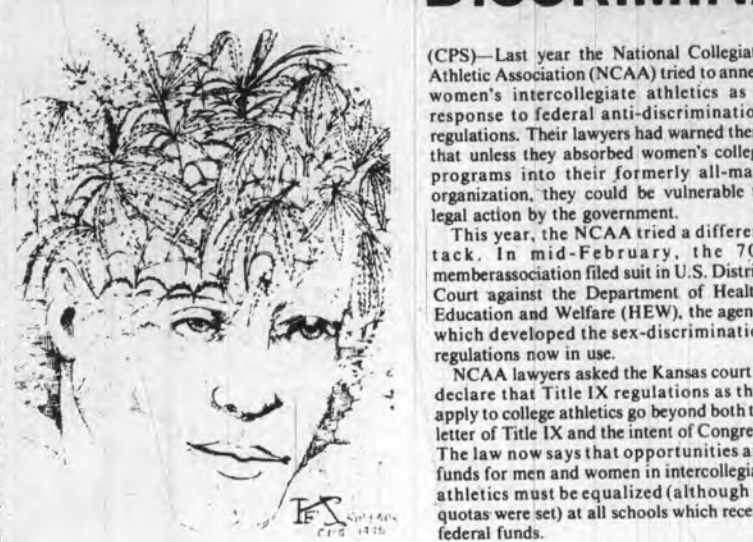 (CPS)—Last year the National Collegiat
Athletic Association (NCAA) tried to anne
women's intercollegiate athletics as
response to federal anti-discriminatio
regulations. Their lawyers had warned the
that unless they absorbed women's colle
programs into their formerly all-ma
organization, they could be vulnerable
legal action by the government.
This year, the NCAA tried a differe
tack. In mid-February, the 70
memberassociation filed suit in U.S. Distri
Court against the Department of Healt
Education and Welfare (HEW), the agen
which developed the sex-discriminatio
regulations now in use.
NCAA lawyers asked the Kansas court
declare that Title IX regulations as th
apply to college athletics go beyond both t
letter of Title IX and the intent of Congre
The law now says that opportunities a
funds for men and women in intercollegia
athletics must be equalized (although
quotas were set) at all schools which rece
federal funds.
CPS